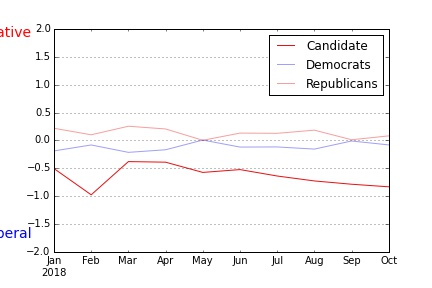 2.0
ative
Candidate
Democrats
Republicans
1.5
1.0
0.5
0.0
−0.5
−1.0
−1.5
beral
−2.0
Jan Feb Mar Apr May Jun Jul Aug Sep Oct
2018